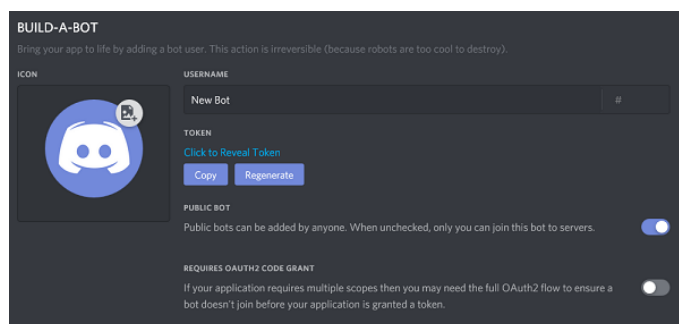 BUILD-A-BOT
Bring your app to life by adding a bot user. This action is irreversible (because robots are too cool to destroy).
ICON
USERNAME
New Bot
#
TOKEN
Click to Reveal Token
Copy
Regenerate
PUBLIC BOT
Public bots can be added by anyone. When unchecked, only you can join this bot to servers.
REQUIRES OAUTH2 CODE GRANT
If your application requires multiple scopes then you may need the full OAuth2 flow to ensure a
bot doesn't join before your application is granted a token.